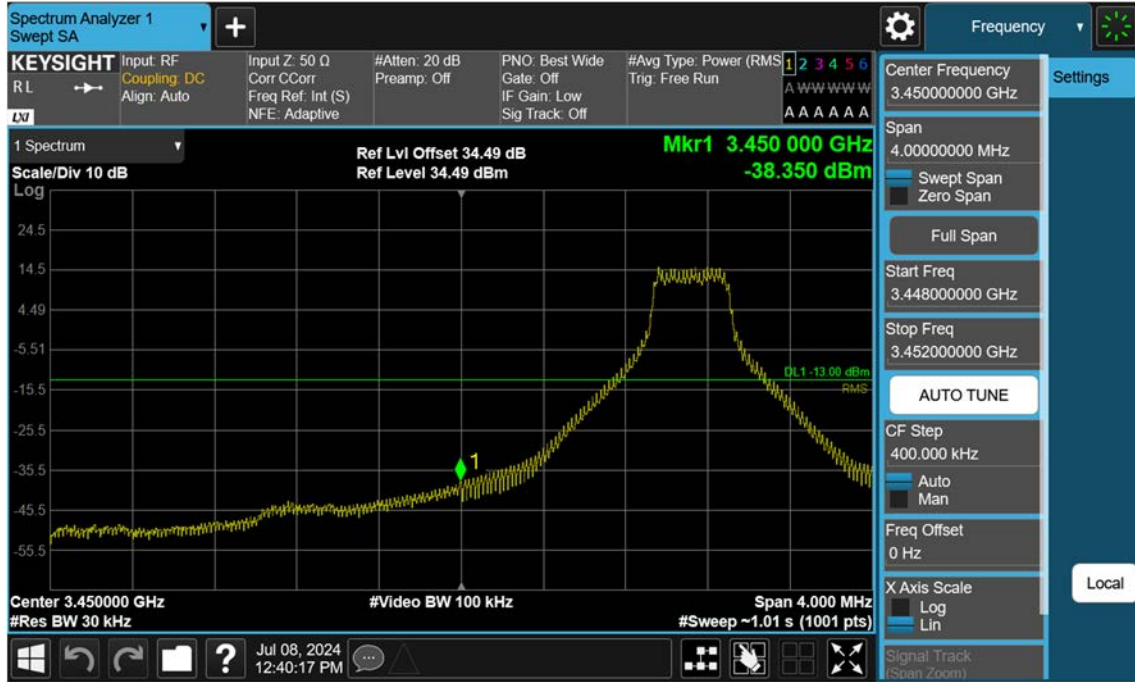 Spectrum Analyzer 1
Swept SA
+
Frequency
KEYSIGHT
R L
LXI
Input: RF
Coupling: DC
Align: Auto
Input Z: 50 Ω
Corr CCorr
Freq Ref: Int (S)
NFE: Adaptive
#Atten: 20 dB
Preamp: Off
PNO: Best Wide
Gate: Off
IF Gain: Low
Sig Track: Off
#Avg Type: Power (RMS
Trig: Free Run
1 2 3 4 5 6
A W W W W W
A A A A A A
1 Spectrum
Scale/Div 10 dB
Log
Ref Lvl Offset 34.49 dB
Ref Level 34.49 dBm
Mkr1 3.450 000 GHz
-38.350 dBm
24.5
14.5
4.49
-5.51
-15.5
-25.5
-35.5
-45.5
-55.5
DL1 -13.00 dBm
RMS
1
Center 3.450000 GHz
#Video BW 100 kHz
Span 4.000 MHz
#Res BW 30 kHz
#Sweep ~1.01 s (1001 pts)
?
Jul 08, 2024
12:40:17 PM
Center Frequency
3.450000000 GHz
Settings
Span
4.00000000 MHz
Swept Span
Zero Span
Full Span
Start Freq
3.448000000 GHz
Stop Freq
3.452000000 GHz
AUTO TUNE
CF Step
400.000 kHz
Auto
Man
Freq Offset
0 Hz
X Axis Scale
Log
Lin
Local
Signal Track
(Span Zoom)